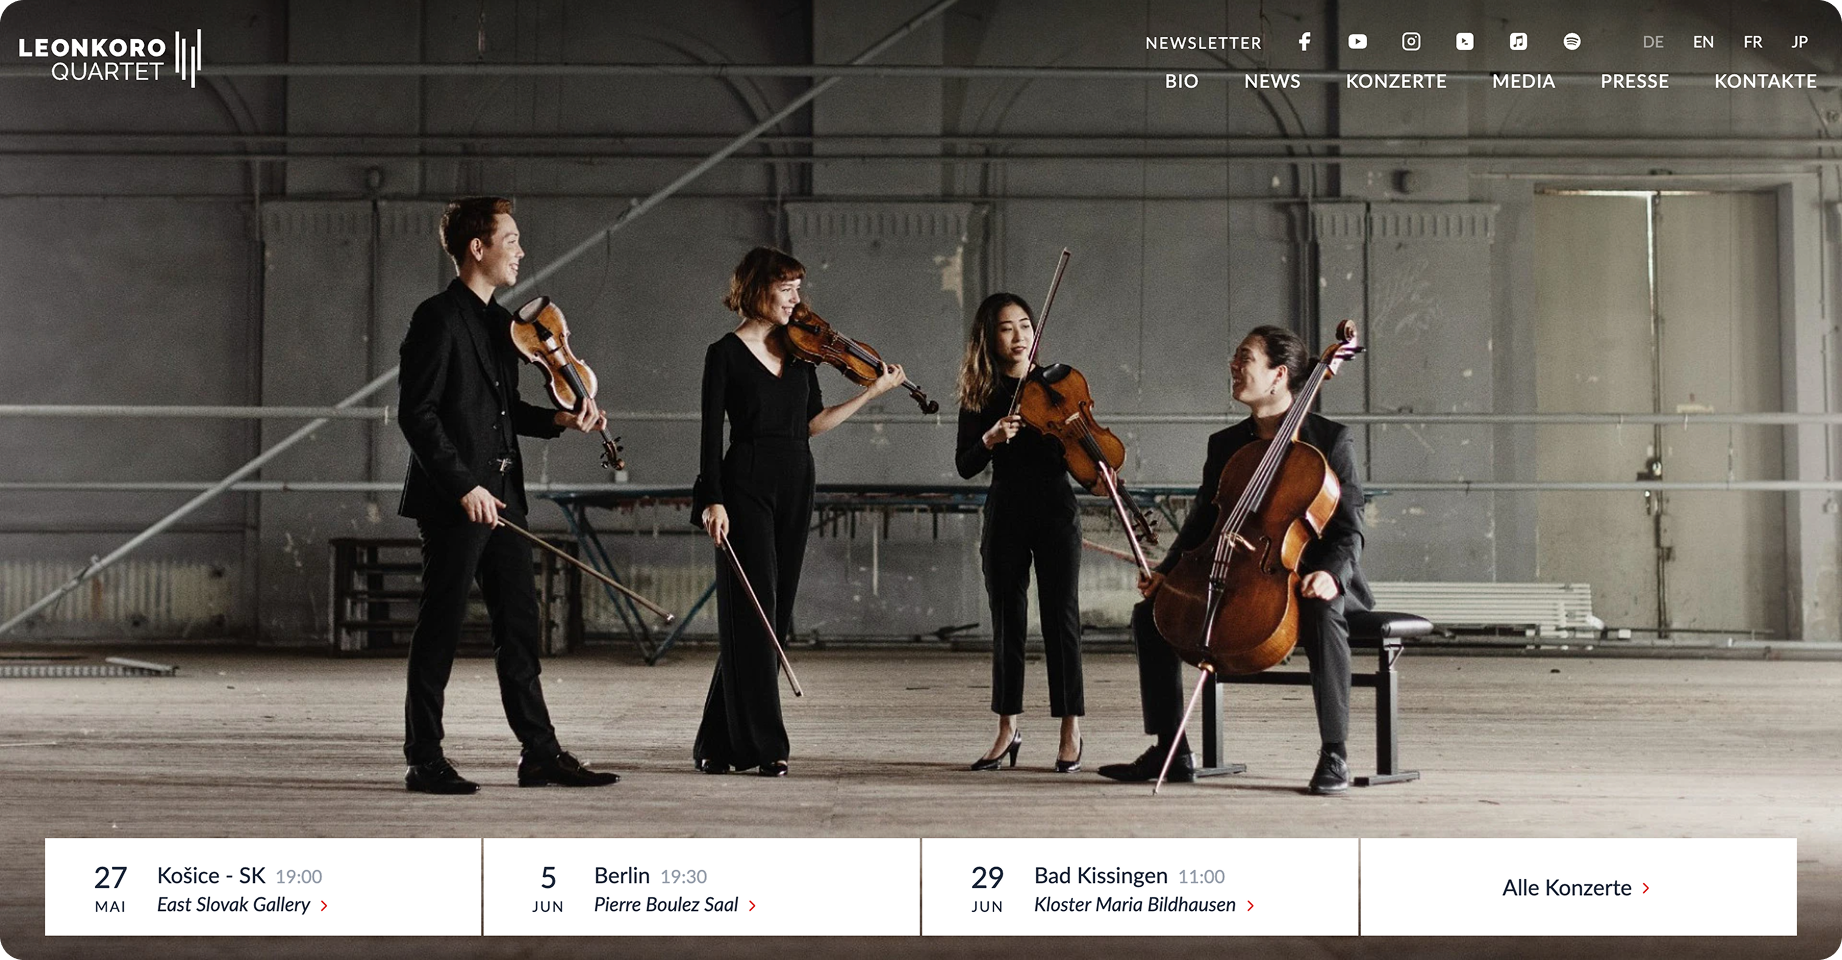 LEONKORO
QUARTET
NEWSLETTER
DE EN FR JP
BIO NEWS KONZERTE MEDIA PRESSE KONTAKTE
27 MAI
Košice - SK 19:00
East Slovak Gallery
5 JUN
Berlin 19:30
Pierre Boulez Saal
29 JUN
Bad Kissingen 11:00
Kloster Maria Bildhausen
Alle Konzerte